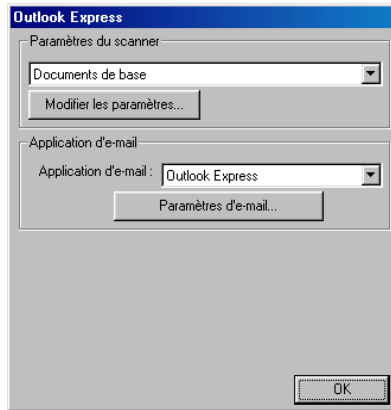 Outlook Express
Paramètres du scanner
Documents de base
Modifier les paramètres...
Application d'e-mail
Application d'e-mail : Outlook Express
Paramètres d'e-mail...
OK